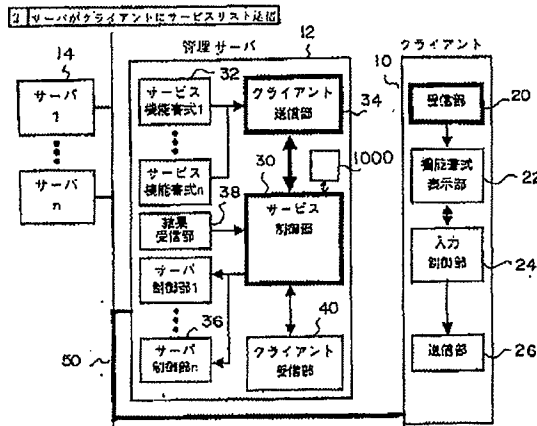 2 サーバがクライアントにサービスリスト送信
管理サーバ
12
クライアント
14
サーバ
1
サーバ
n
32
サービス
機能書式1
サービス
機能書式n
クライアント
送信部
34
1000
30
サービス
制御部
38
結果
受信部
サーバ
制御部1
36
サーバ
制御部n
40
クライアント
受信部
50
10
受信部
20
機能書式
表示部
22
入力
制御部
24
送信部
26